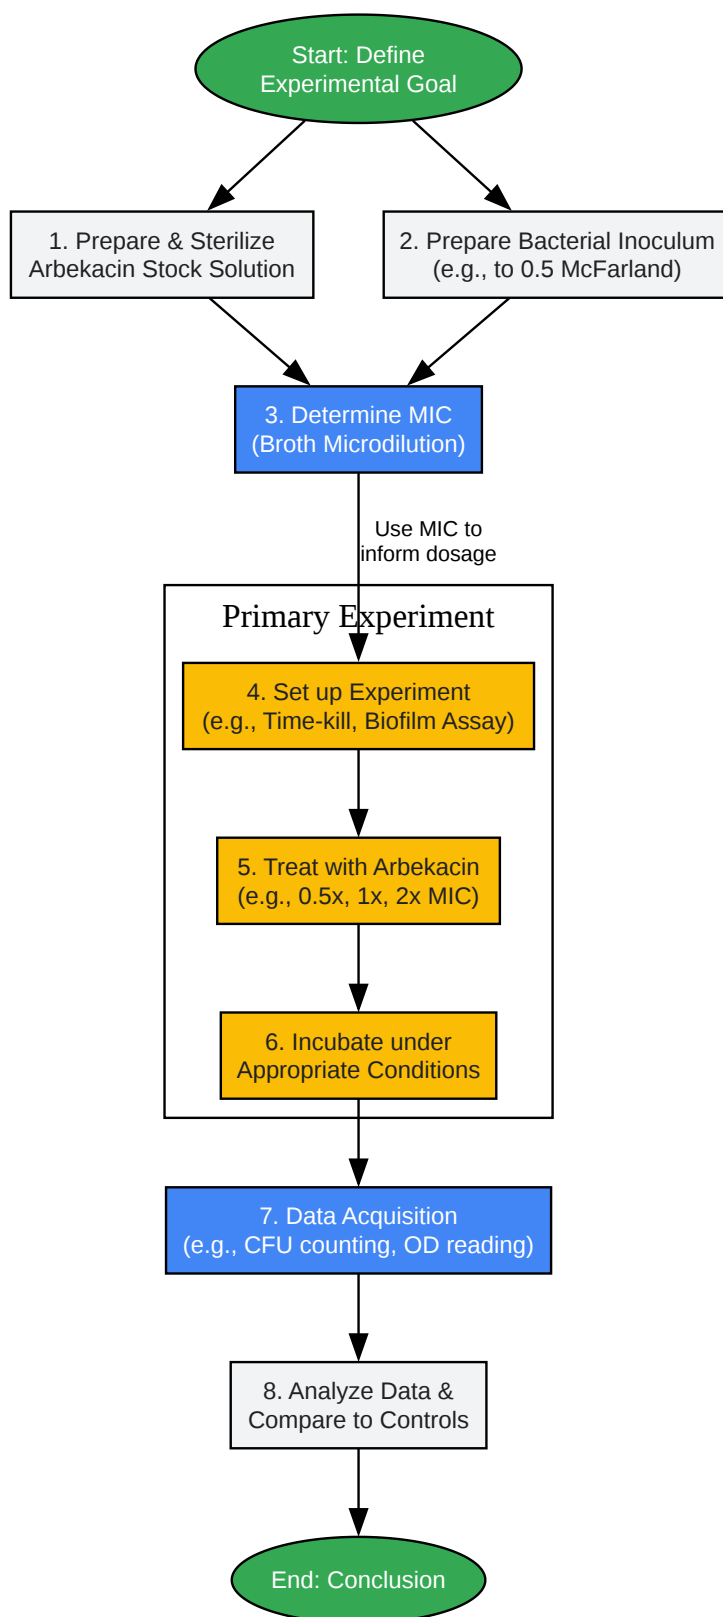 Start: Define
Experimental Goal
1. Prepare & Sterilize
Arbekacin Stock Solution
2. Prepare Bacterial Inoculum
(e.g., to 0.5 McFarland)
3. Determine MIC
(Broth Microdilution)
Use MIC to
inform dosage
Primary Experiment
4. Set up Experiment
(e.g., Time-kill, Biofilm Assay)
5. Treat with Arbekacin
(e.g., 0.5x, 1x, 2x MIC)
6. Incubate under
Appropriate Conditions
7. Data Acquisition
(e.g., CFU counting, OD reading)
8. Analyze Data &
Compare to Controls
End: Conclusion